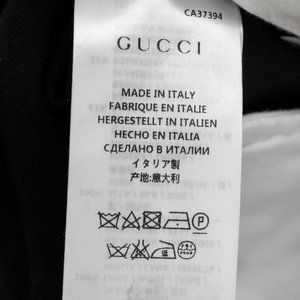 CA37394
GUCCI
MADE IN ITALY
FABRIQUE EN ITALIE
HERGESTELLT IN ITALIEN
HECHO EN ITALIA
СДЕЛАНО В ИТАЛИИ
イタリア製
产地:意大利